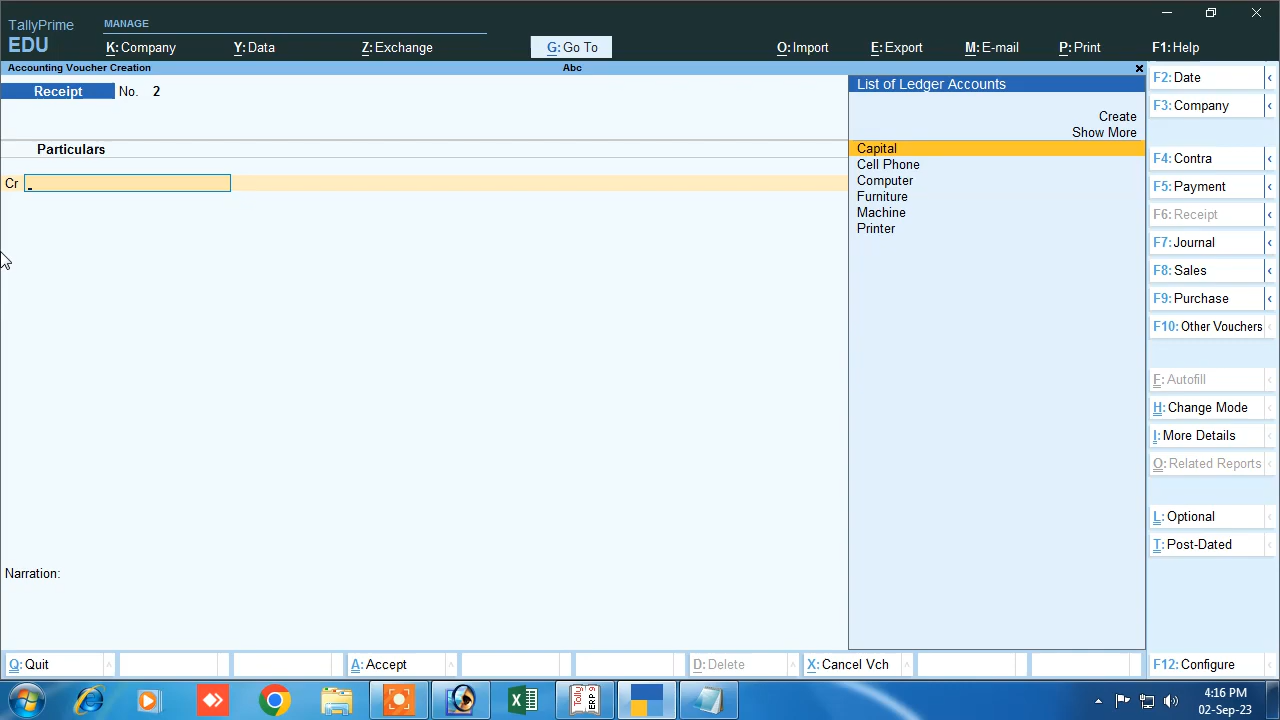 TallyPrime
EDU
MANAGE
K: Company
Y: Data
Z: Exchange
G: Go To
O: Import
E: Export
M: E-mail
P: Print
F1: Help
Accounting Voucher Creation
Abc
Receipt No. 2
Particulars
Cr
Narration:
List of Ledger Accounts
Create
Show More
Capital
Cell Phone
Computer
Furniture
Machine
Printer
F2: Date
F3: Company
F4: Contra
F5: Payment
F6: Receipt
F7: Journal
F8: Sales
F9: Purchase
F10: Other Vouchers
F: Autofill
H: Change Mode
I: More Details
O: Related Reports
L: Optional
T: Post-Dated
Q: Quit
A: Accept
D: Delete
X: Cancel Vch
F12: Configure
4:16 PM
02-Sep-23